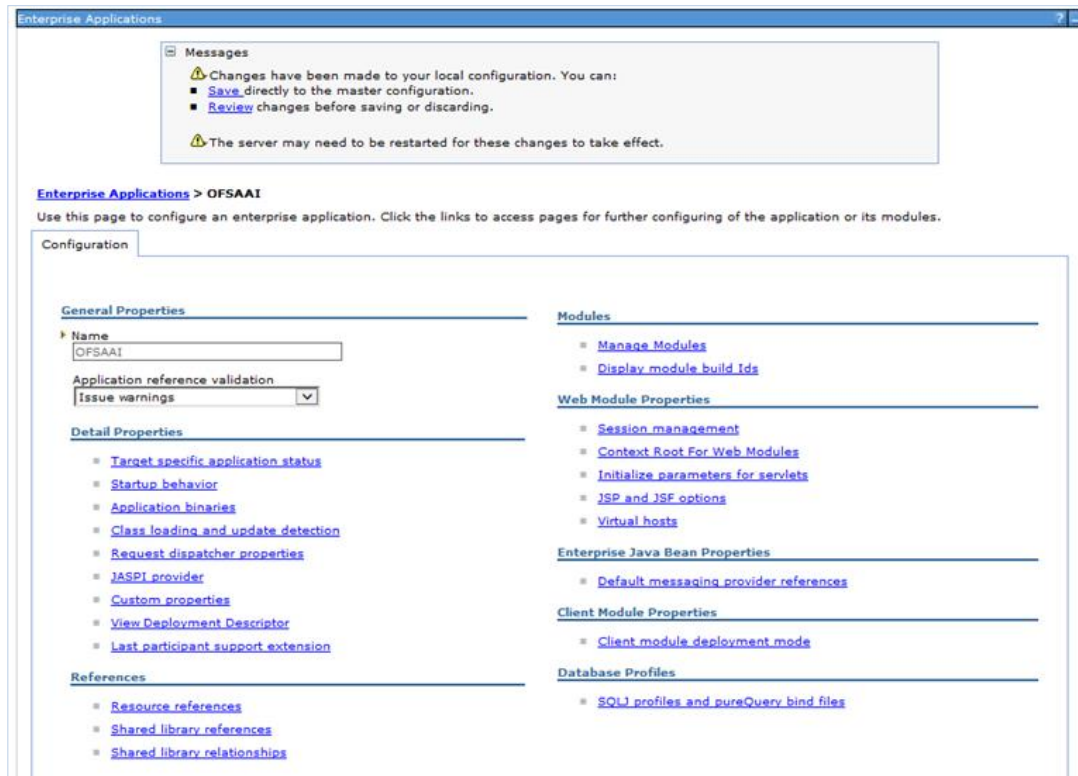 Enterprise Applications
? –
Messages
Changes have been made to your local configuration. You can:
Save directly to the master configuration.
Review changes before saving or discarding.
The server may need to be restarted for these changes to take effect.
Enterprise Applications > OFSAAI
Use this page to configure an enterprise application. Click the links to access pages for further configuring of the application or its modules.
Configuration
General Properties
Name
OFSAAI
Application reference validation
Issue warnings
Detail Properties
Target specific application status
Startup behavior
Application binaries
Class loading and update detection
Request dispatcher properties
JASPI provider
Custom properties
View Deployment Descriptor
Last participant support extension
References
Resource references
Shared library references
Shared library relationships
Modules
Manage Modules
Display module build Ids
Web Module Properties
Session management
Context Root For Web Modules
Initialize parameters for servlets
JSP and JSF options
Virtual hosts
Enterprise Java Bean Properties
Default messaging provider references
Client Module Properties
Client module deployment mode
Database Profiles
SQLJ profiles and pureQuery bind files